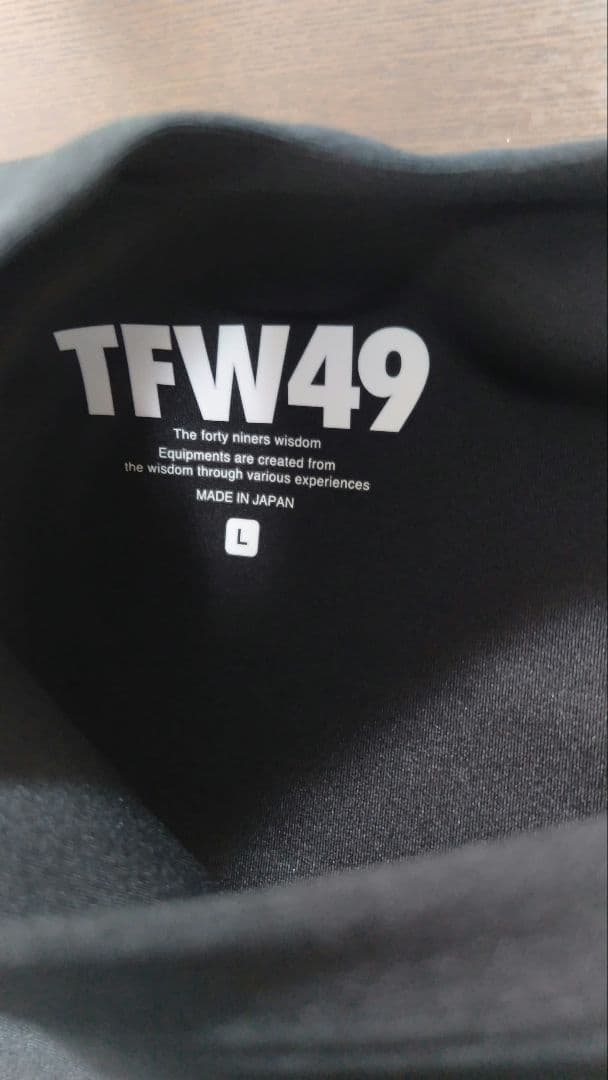 TFW49
The forty niners wisdom
Equipments are created from
the wisdom through various experiences
MADE IN JAPAN
L